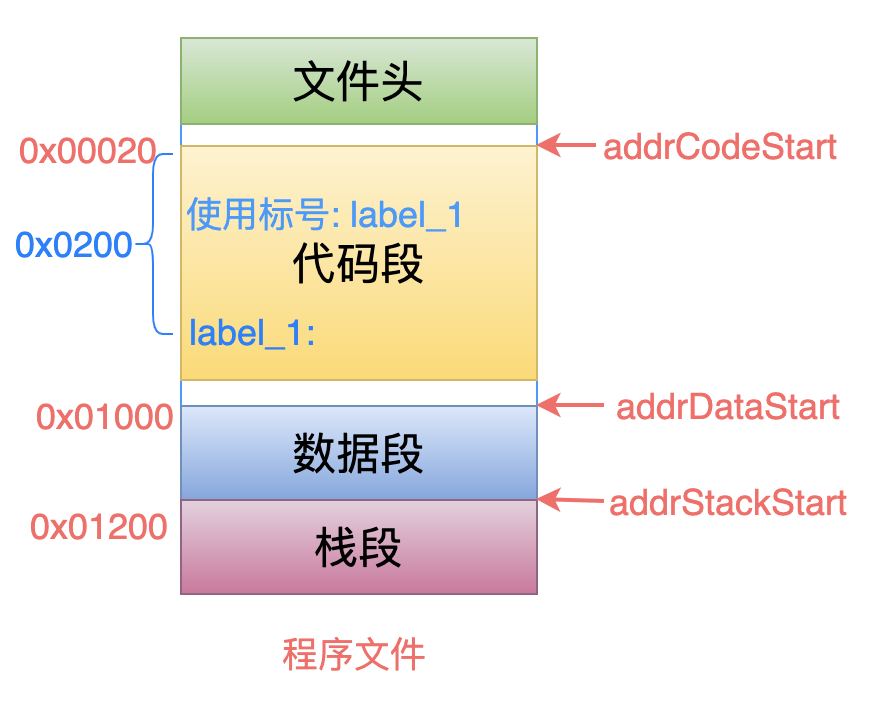 文件头
0x00020
addrCodeStart
使用标号: label_1
0x0200
代码段
label_1:
0x01000
addrDataStart
数据段
addrStackStart
0x01200
栈段
程序文件